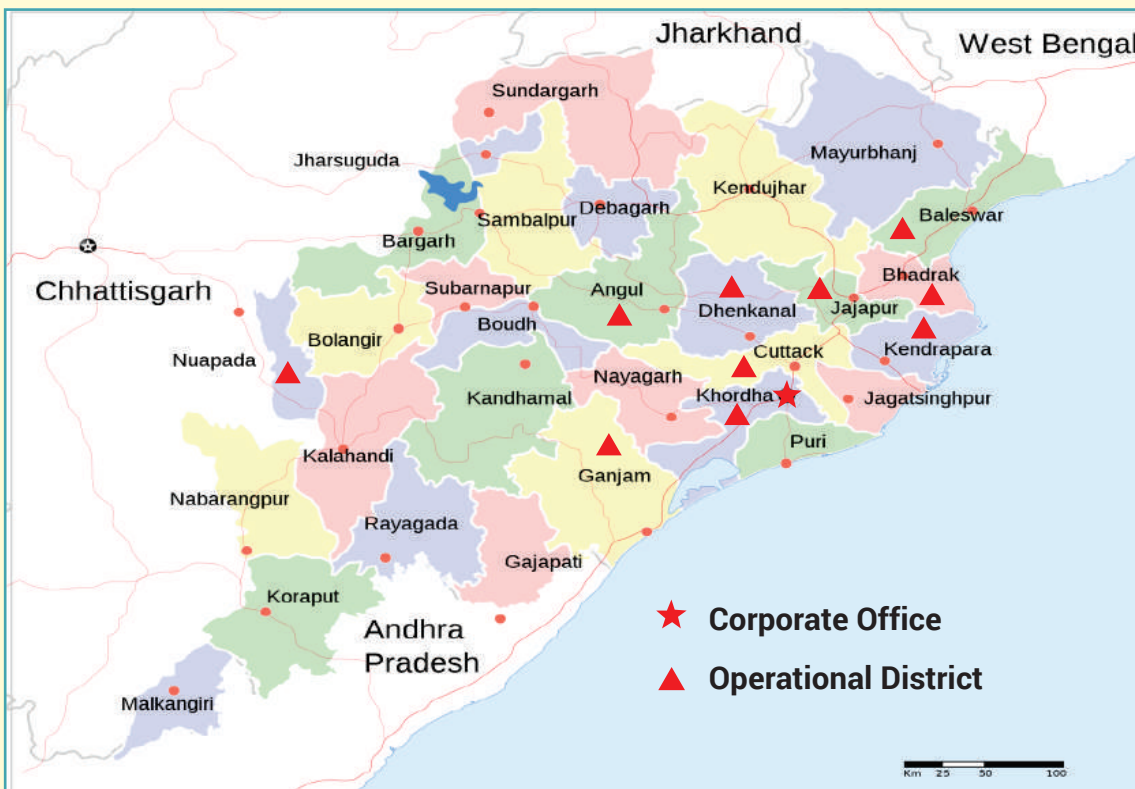 Jharkhand
West Bengal
Sundargarh
Mayurbhanj
Jharsuguda
Kendujhar
Debagarh
Sambalpur
Baleswar
Bargarh
Bhadrak
Chhattisgarh
Subarnapur
Angul
Dhenkanal
Jajapur
Boudh
Bolangir
Kendrapara
Cuttack
Nuapada
Nayagarh
Khordha
Kandhamal
Jagatsinghpur
Puri
Kalahandi
Ganjam
Nabarangpur
Rayagada
Gajapati
Koraput
Andhra
Pradesh
Corporate Office
Operational District
Malkangiri
Km 25 50 100